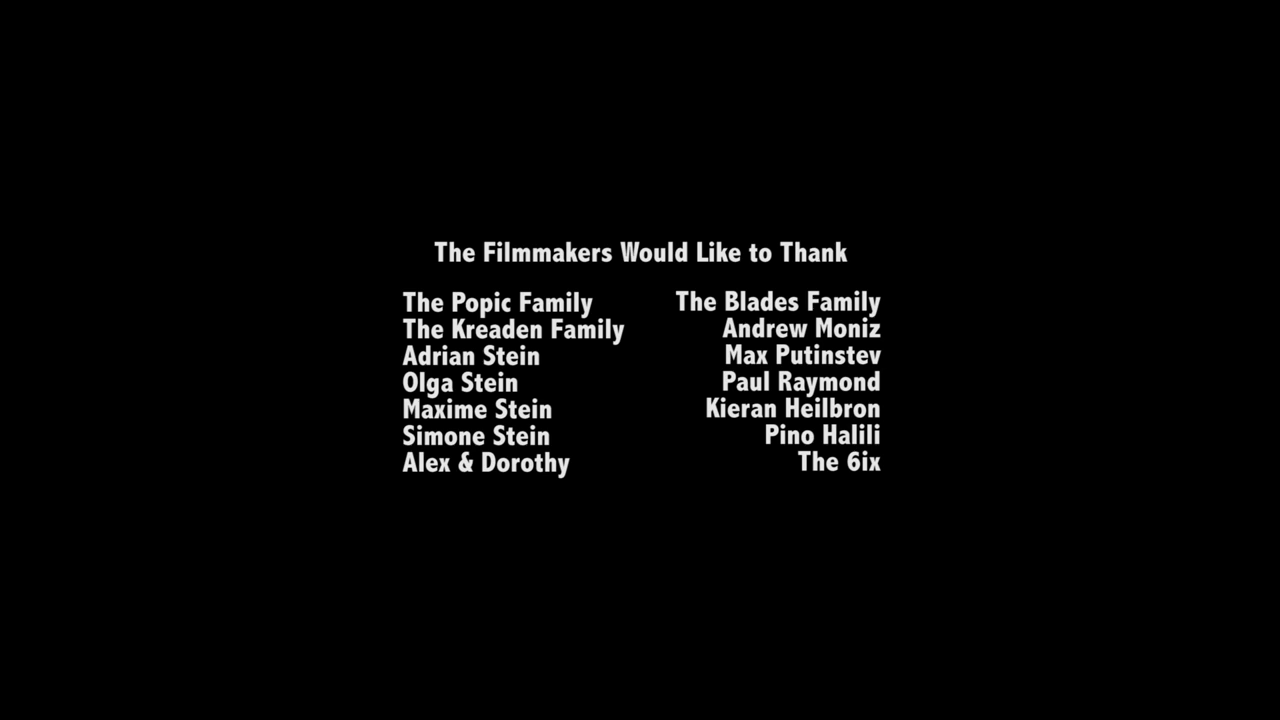 The Filmmakers Would Like to Thank
The Popic Family
The Kreaden Family
Adrian Stein
Olga Stein
Maxime Stein
Simone Stein
Alex & Dorothy
The Blades Family
Andrew Moniz
Max Putinstev
Paul Raymond
Kieran Heilbron
Pino Halili
The 6ix